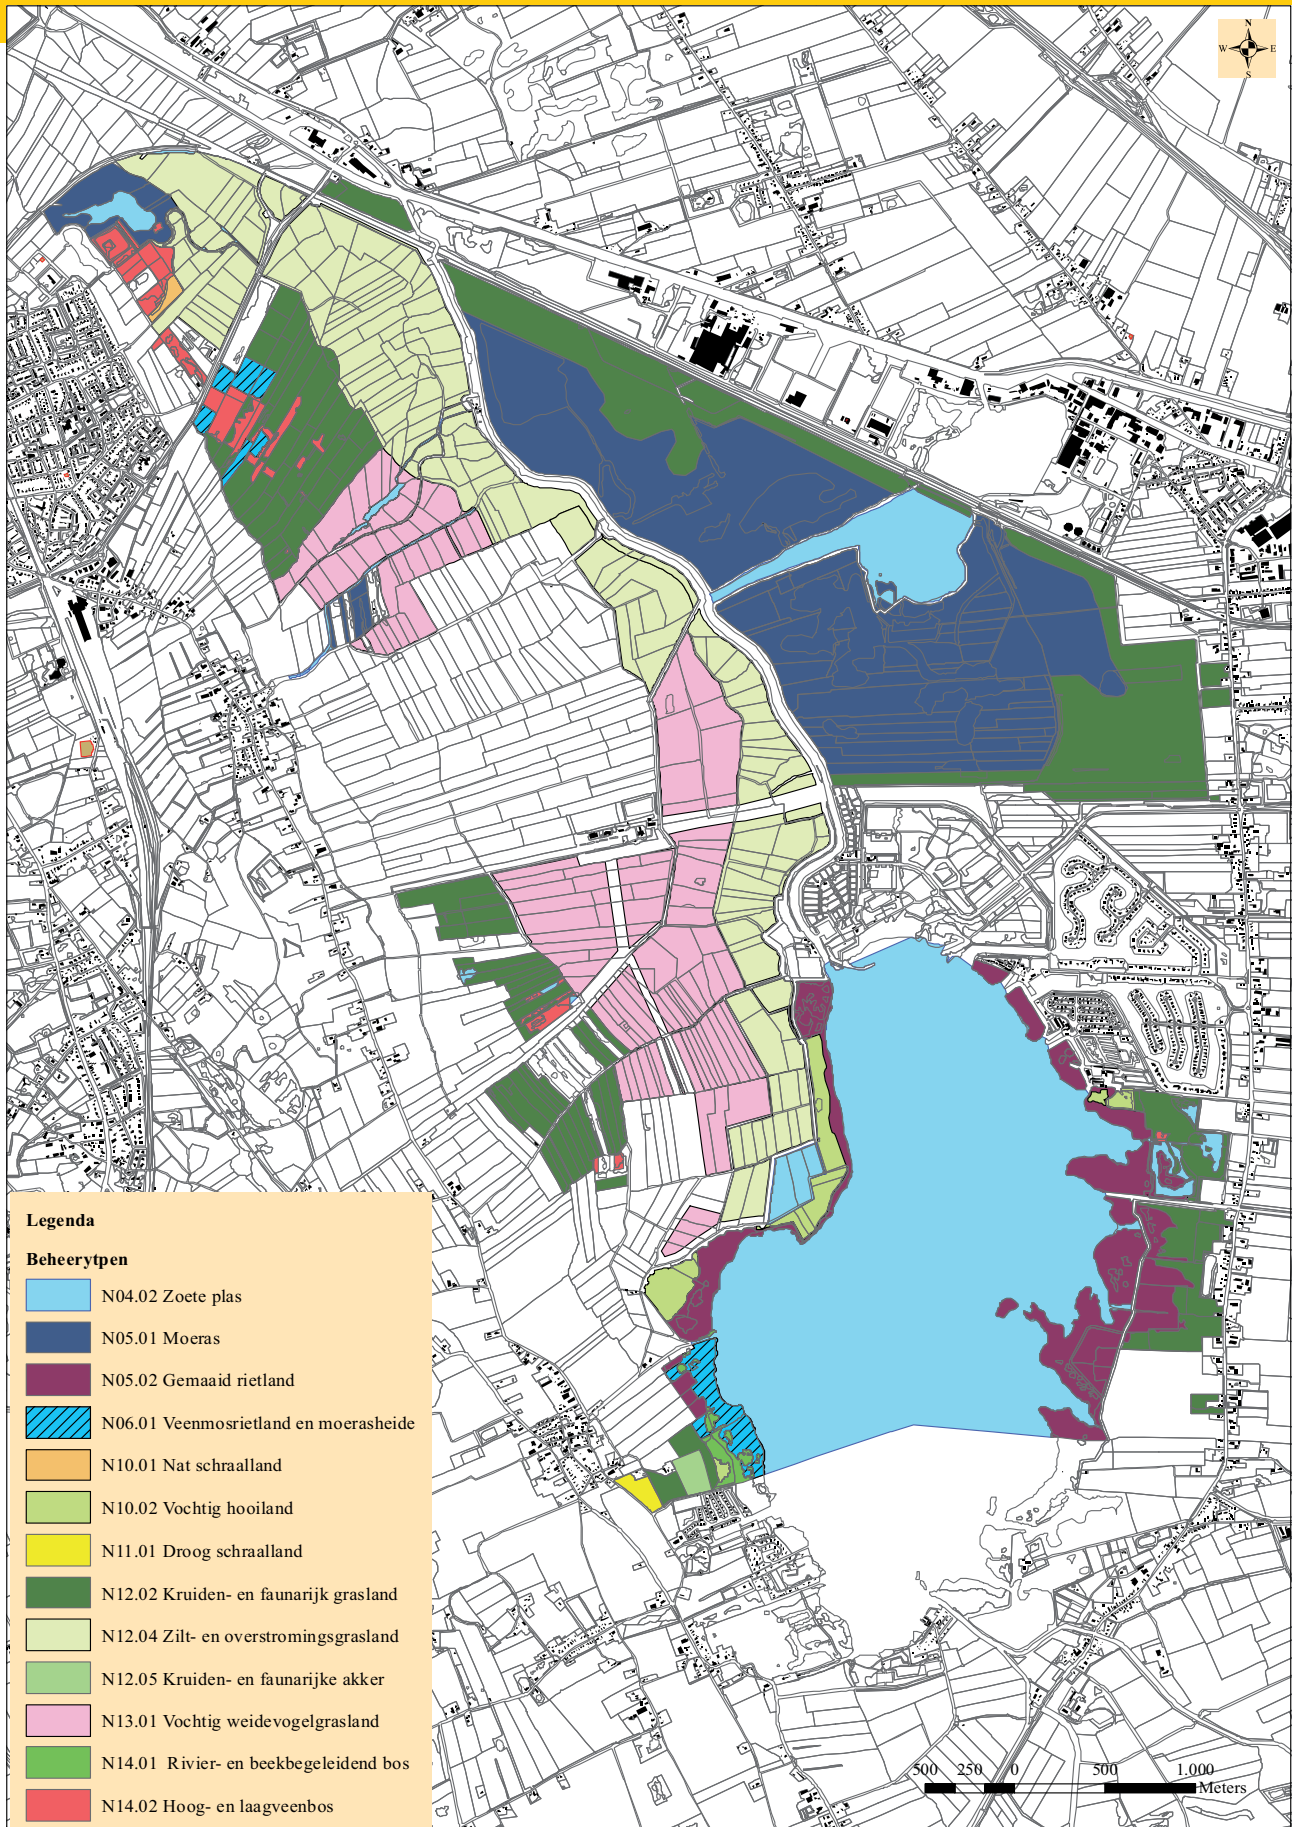 N
W E
S
Legenda
Beheerytpen
N04.02 Zoete plas
N05.01 Moeras
N05.02 Gemaaid rietland
N06.01 Veenmosrietland en moerasheide
N10.01 Nat schraalland
N10.02 Vochtig hooiland
N11.01 Droog schraalland
N12.02 Kruiden- en faunarijk grasland
N12.04 Zilt- en overstromingsgrasland
N12.05 Kruiden- en faunarijke akker
N13.01 Vochtig weidevogelgrasland
N14.01 Rivier- en beekbegeleidend bos
N14.02 Hoog- en laagveenbos
500 250 0 500 1.000
Meters